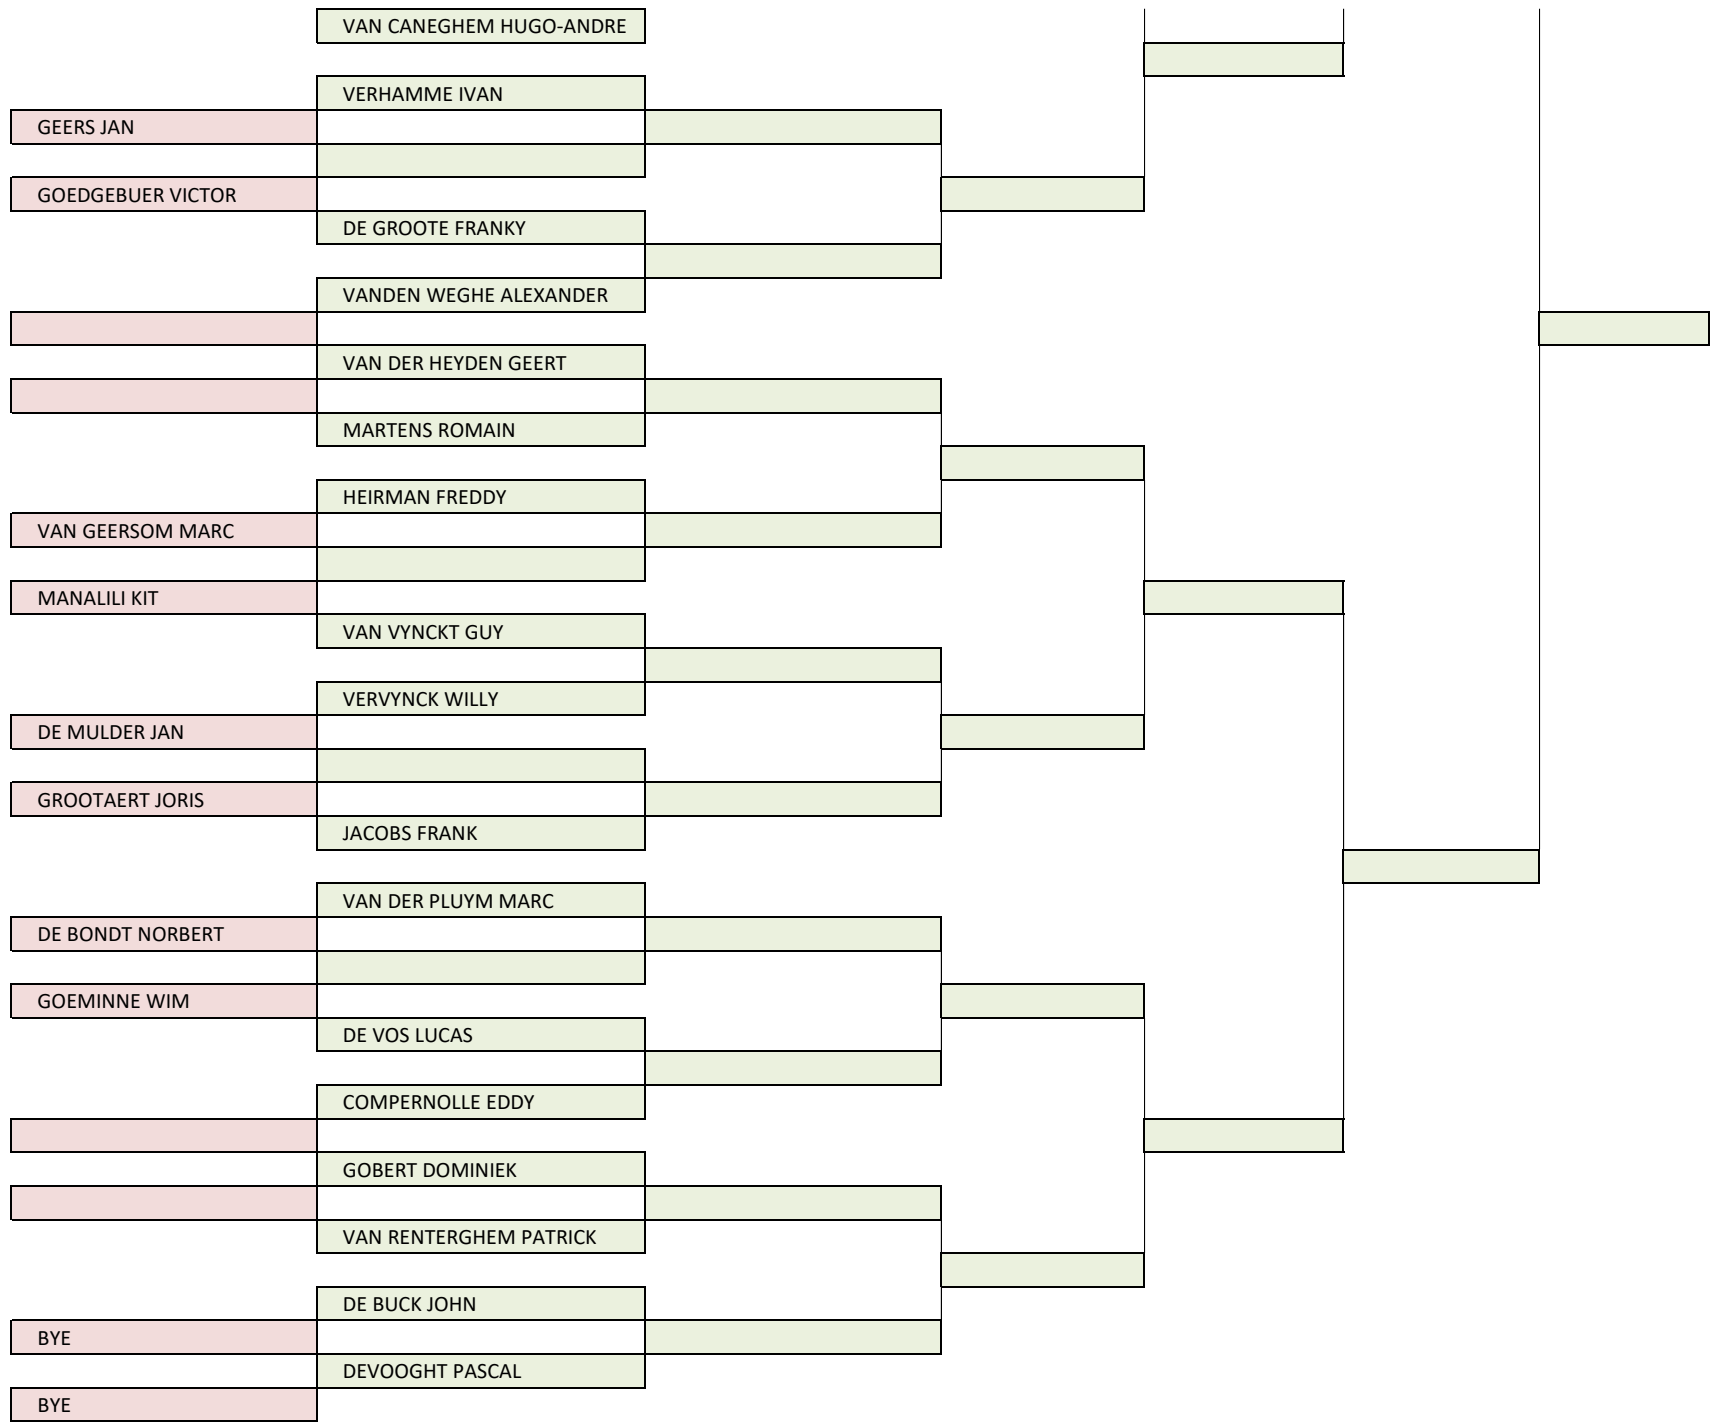 VAN CANEGHEM HUGO-ANDRE
VERHAMME IVAN
GEERS JAN
GOEDGEBUER VICTOR
DE GROOTE FRANKY
VANDEN WEGHE ALEXANDER
VAN DER HEYDEN GEERT
MARTENS ROMAIN
HEIRMAN FREDDY
VAN GEERSOM MARC
MANALILI KIT
VAN VYNCKT GUY
VERVYNCK WILLY
DE MULDER JAN
GROOTAERT JORIS
JACOBS FRANK
VAN DER PLUYM MARC
DE BONDT NORBERT
GOEMINNE WIM
DE VOS LUCAS
COMPERNOLLE EDDY
GOBERT DOMINIEK
VAN RENTERGHEM PATRICK
DE BUCK JOHN
BYE
DEVOOGHT PASCAL
BYE